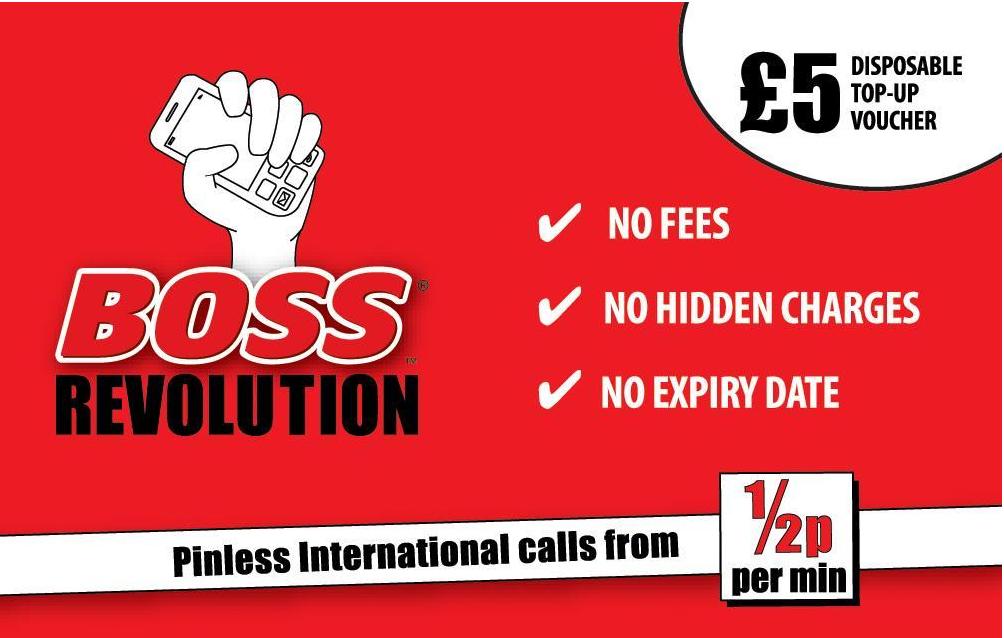 £5 DISPOSABLE
TOP-UP
VOUCHER
✔ NO FEES
✔ NO HIDDEN CHARGES
✔ NO EXPIRY DATE
BOSS®
TM
REVOLUTION
Pinless International calls from
1/2p
per min